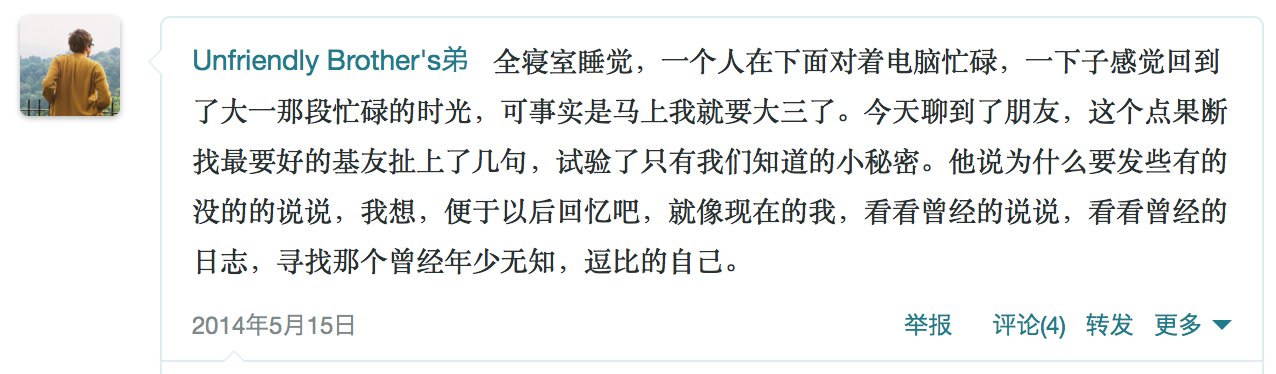 Unfriendly Brother's弟 全寝室睡觉，一个人在下面对着电脑忙碌，一下子感觉回到
了大一那段忙碌的时光，可事实是马上我就要大三了。今天聊到了朋友，这个点果断
找最要好的基友扯上了几句，试验了只有我们知道的小秘密。他说为什么要发些有的
没的的说说，我想，便于以后回忆吧，就像现在的我，看看曾经的说说，看看曾经的
日志，寻找那个曾经年少无知，逗比的自己。
2014年5月15日 举报 评论(4) 转发 更多